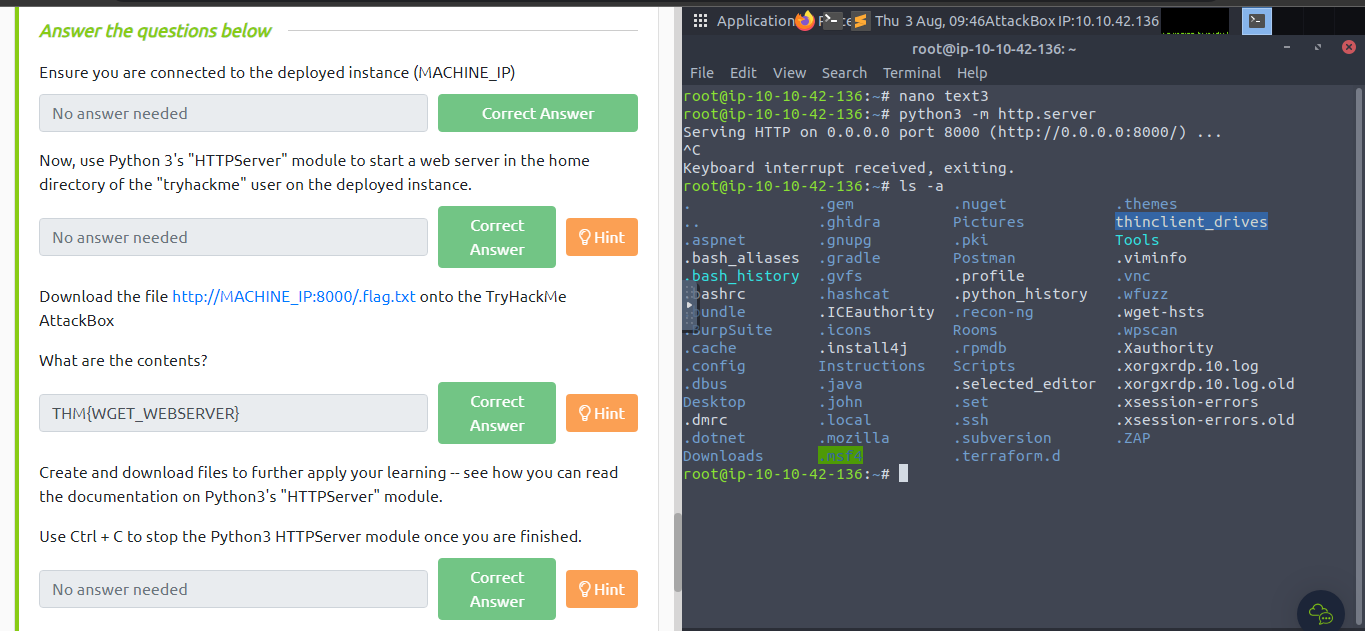 Answer the questions below
Ensure you are connected to the deployed instance (MACHINE_IP)
No answer needed
Correct Answer
Now, use Python 3's "HTTPServer" module to start a web server in the home
directory of the "tryhackme" user on the deployed instance.
No answer needed
Correct
Answer
Hint
Download the file http://MACHINE_IP:8000/.flag.txt onto the TryHackMe
AttackBox
What are the contents?
THM{WGET_WEBSERVER}
Correct
Answer
Hint
Create and download files to further apply your learning -- see how you can read
the documentation on Python3's "HTTPServer" module.
Use Ctrl + C to stop the Python3 HTTPServer module once you are finished.
No answer needed
Correct
Answer
Hint
Application Thu 3 Aug, 09:46 AttackBox IP:10.10.42.136
root@ip-10-10-42-136: ~
File Edit View Search Terminal Help
root@ip-10-10-42-136:~# nano text3
root@ip-10-10-42-136:~# python3 -m http.server
Serving HTTP on 0.0.0.0 port 8000 (http://0.0.0.0:8000/) ...
^C
Keyboard interrupt received, exiting.
root@ip-10-10-42-136:~# ls -a
. .gem .nuget .themes
.. .ghidra Pictures thinclient_drives
.aspnet .gnupg .pki Tools
.bash_aliases .gradle Postman .viminfo
.bash_history .gvfs .profile .vnc
bashrc .hashcat .python_history .wfuzz
undle .ICEauthority .recon-ng .wget-hsts
.BurpSuite .icons Rooms .wpscan
.cache .install4j .rpmdb .Xauthority
.config Instructions Scripts .xorgxrdp.10.log
.dbus .java .selected_editor .xorgxrdp.10.log.old
Desktop .john .set .xsession-errors
.dmrc .local .ssh .xsession-errors.old
.dotnet .mozilla .subversion .ZAP
Downloads .msf4 .terraform.d
root@ip-10-10-42-136:~#